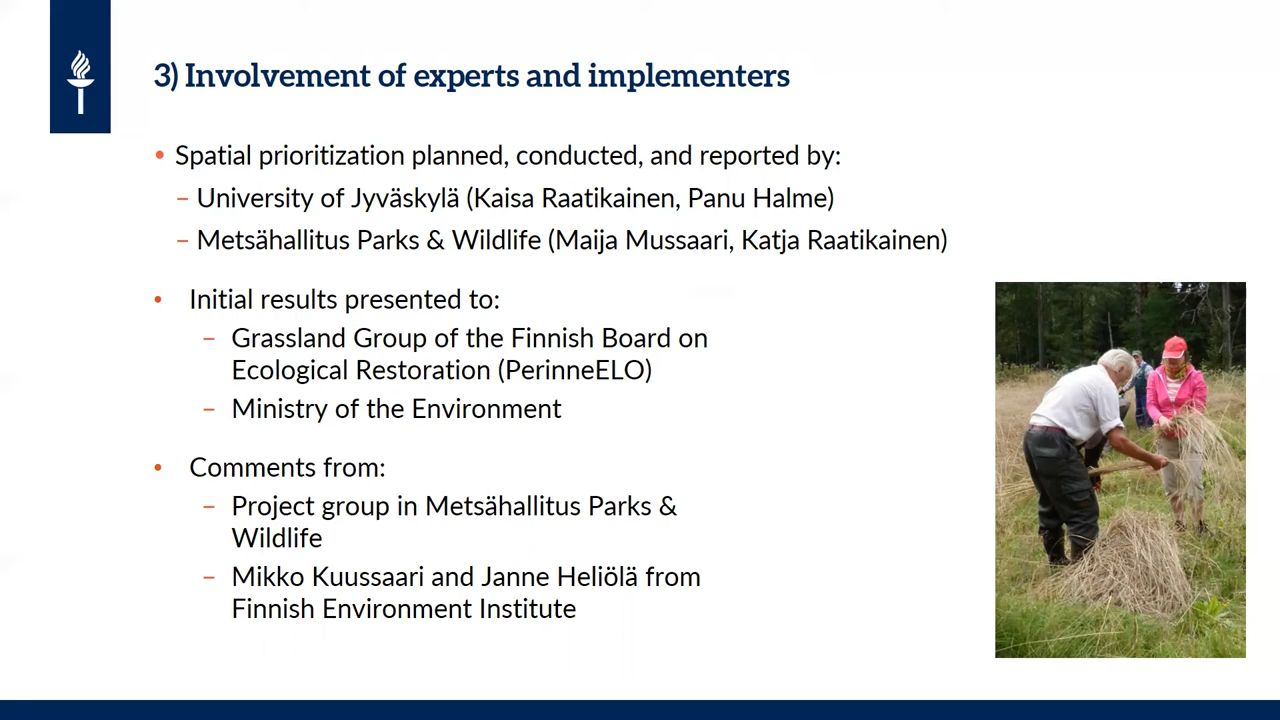 3) Involvement of experts and implementers
• Spatial prioritization planned, conducted, and reported by:
– University of Jyväskylä (Kaisa Raatikainen, Panu Halme)
– Metsähallitus Parks & Wildlife (Maija Mussaari, Katja Raatikainen)
• Initial results presented to:
– Grassland Group of the Finnish Board on
Ecological Restoration (PerinneELO)
– Ministry of the Environment
• Comments from:
– Project group in Metsähallitus Parks &
Wildlife
– Mikko Kuussaari and Janne Heliölä from
Finnish Environment Institute